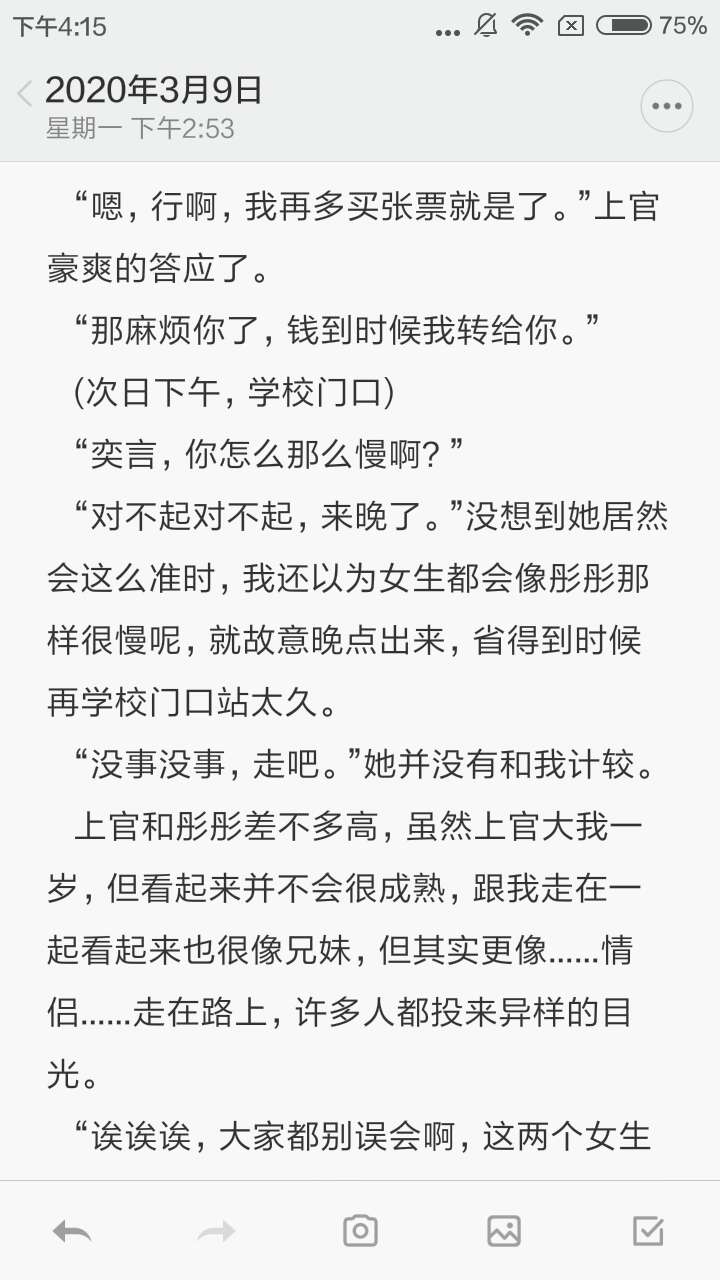 下午4:15
75%
2020年3月9日
星期一 下午2:53
“嗯，行啊，我再多买张票就是了。”上官
豪爽的答应了。
“那麻烦你了，钱到时候我转给你。”
(次日下午，学校门口)
“奕言，你怎么那么慢啊？”
“对不起对不起，来晚了。”没想到她居然
会这么准时，我还以为女生都会像彤彤那
样很慢呢，就故意晚点出来，省得到时候
再学校门口站太久。
“没事没事，走吧。”她并没有和我计较。
上官和彤彤差不多高，虽然上官大我一
岁，但看起来并不会很成熟，跟我走在一
起看起来也很像兄妹，但其实更像......情
侣......走在路上，许多人都投来异样的目
光。
“诶诶诶，大家都别误会啊，这两个女生